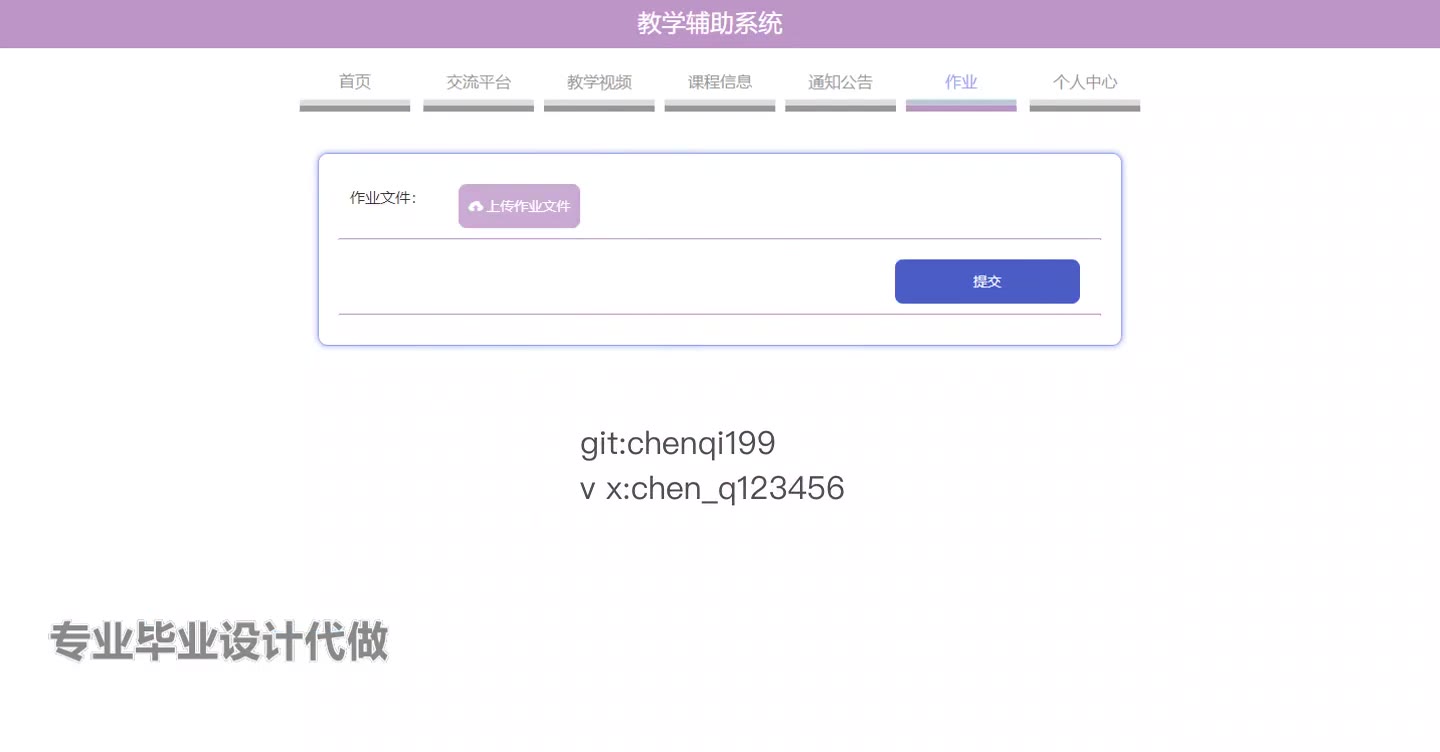 教学辅助系统
首页 交流平台 教学视频 课程信息 通知公告 作业 个人中心
作业文件：
上传作业文件
提交
git:chenqi199
v x:chen_q123456
专业毕业设计代做